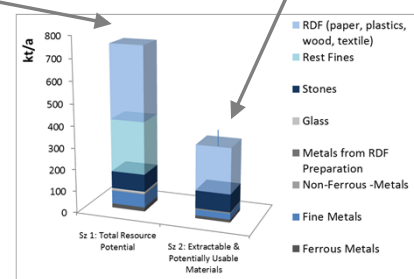 kt/a
800
700
600
500
400
300
200
100
0
Sz 1: Total Resource
Potential
Sz 2: Extractable &
Potentially Usable
Materials
RDF (paper, plastics,
wood, textile)
Rest Fines
Stones
Glass
Metals from RDF
Preparation
Non-Ferrous -Metals
Fine Metals
Ferrous Metals